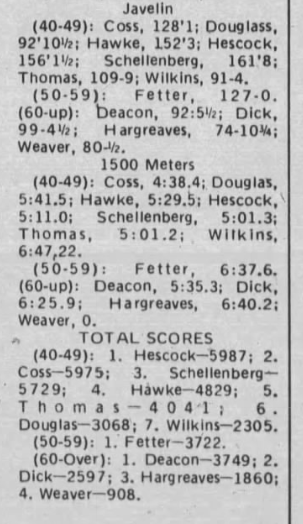 Javelin
(40-49): Coss, 128'1; Douglass,
92'10½; Hawke, 152'3; Hescock,
156'1½; Schellenberg, 161'8;
Thomas, 109-9; Wilkins, 91-4.
(50-59): Fetter, 127-0.
(60-up): Deacon, 92:5½; Dick,
99-4½; Hargreaves, 74-10¾;
Weaver, 80-½.
1500 Meters
(40-49): Coss, 4:38.4; Douglas,
5:41.5; Hawke, 5:29.5; Hescock,
5:11.0; Schellenberg, 5:01.3;
Thomas, 5:01.2; Wilkins,
6:47,22.
(50-59): Fetter, 6:37.6.
(60-up): Deacon, 5:35.3; Dick,
6:25.9; Hargreaves, 6:40.2;
Weaver, 0.
TOTAL SCORES
(40-49): 1. Hescock—5987; 2.
Coss—5975; 3. Schellenberg—
5729; 4. Hawke—4829; 5.
Thomas—4041; 6.
Douglas—3068; 7. Wilkins—2305.
(50-59): 1. Fetter—3722.
(60-Over): 1. Deacon—3749; 2.
Dick—2597; 3. Hargreaves—1860;
4. Weaver—908.